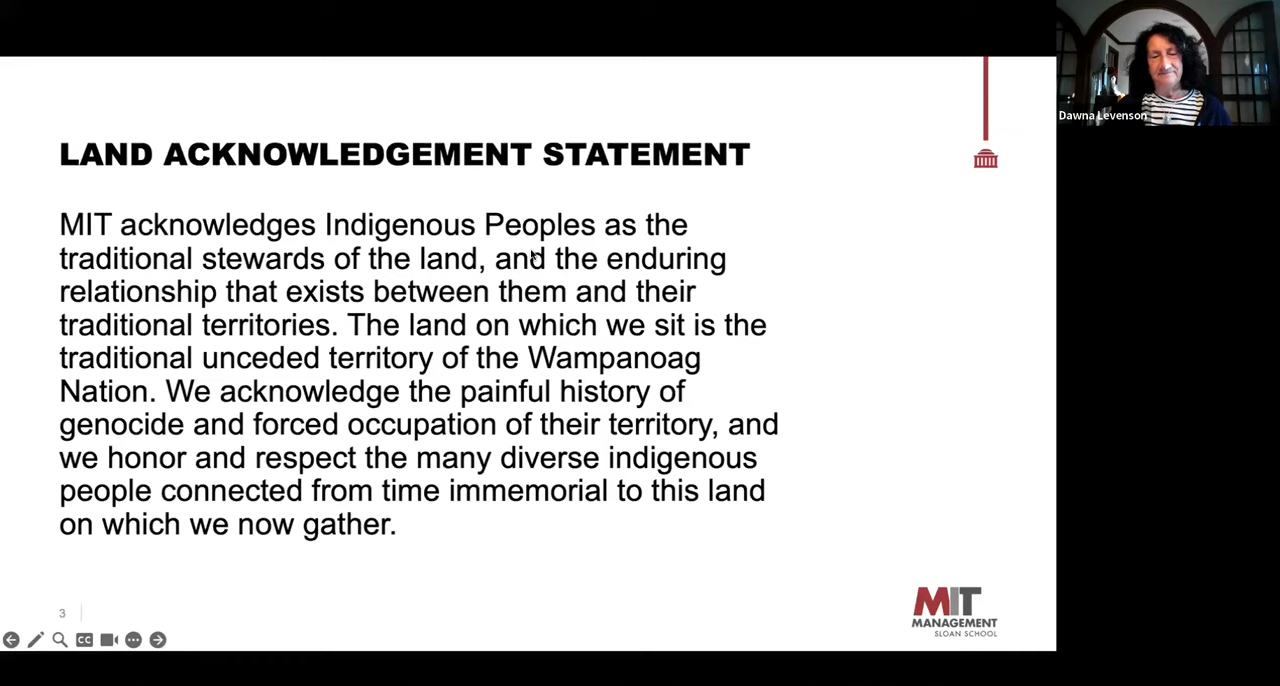 Dawna Levenson
LAND ACKNOWLEDGEMENT STATEMENT
MIT acknowledges Indigenous Peoples as the
traditional stewards of the land, and the enduring
relationship that exists between them and their
traditional territories. The land on which we sit is the
traditional unceded territory of the Wampanoag
Nation. We acknowledge the painful history of
genocide and forced occupation of their territory, and
we honor and respect the many diverse indigenous
people connected from time immemorial to this land
on which we now gather.
3
CC
MIT
MANAGEMENT
SLOAN SCHOOL